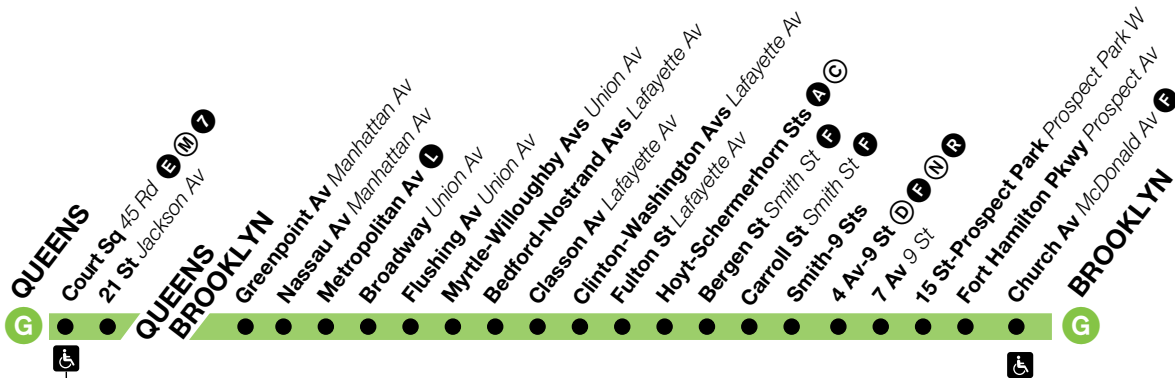 G
QUEENS
Court Sq 45 Rd E M 7
21 St Jackson Av
QUEENS
BROOKLYN
Greenpoint Av Manhattan Av
Nassau Av Manhattan Av
Metropolitan Av L
Broadway Union Av
Flushing Av Union Av
Myrtle-Willoughby Avs Union Av
Bedford-Nostrand Avs Lafayette Av
Classon Av Lafayette Av
Clinton-Washington Avs Lafayette Av
Fulton St Lafayette Av
Hoyt-Schermerhorn Sts A C
Bergen St Smith St F
Carroll St Smith St F
Smith-9 Sts
4 Av-9 St D F N R
7 Av 9 St
15 St-Prospect Park Prospect Park W
Fort Hamilton Pkwy Prospect Av
Church Av McDonald Av F
BROOKLYN
G